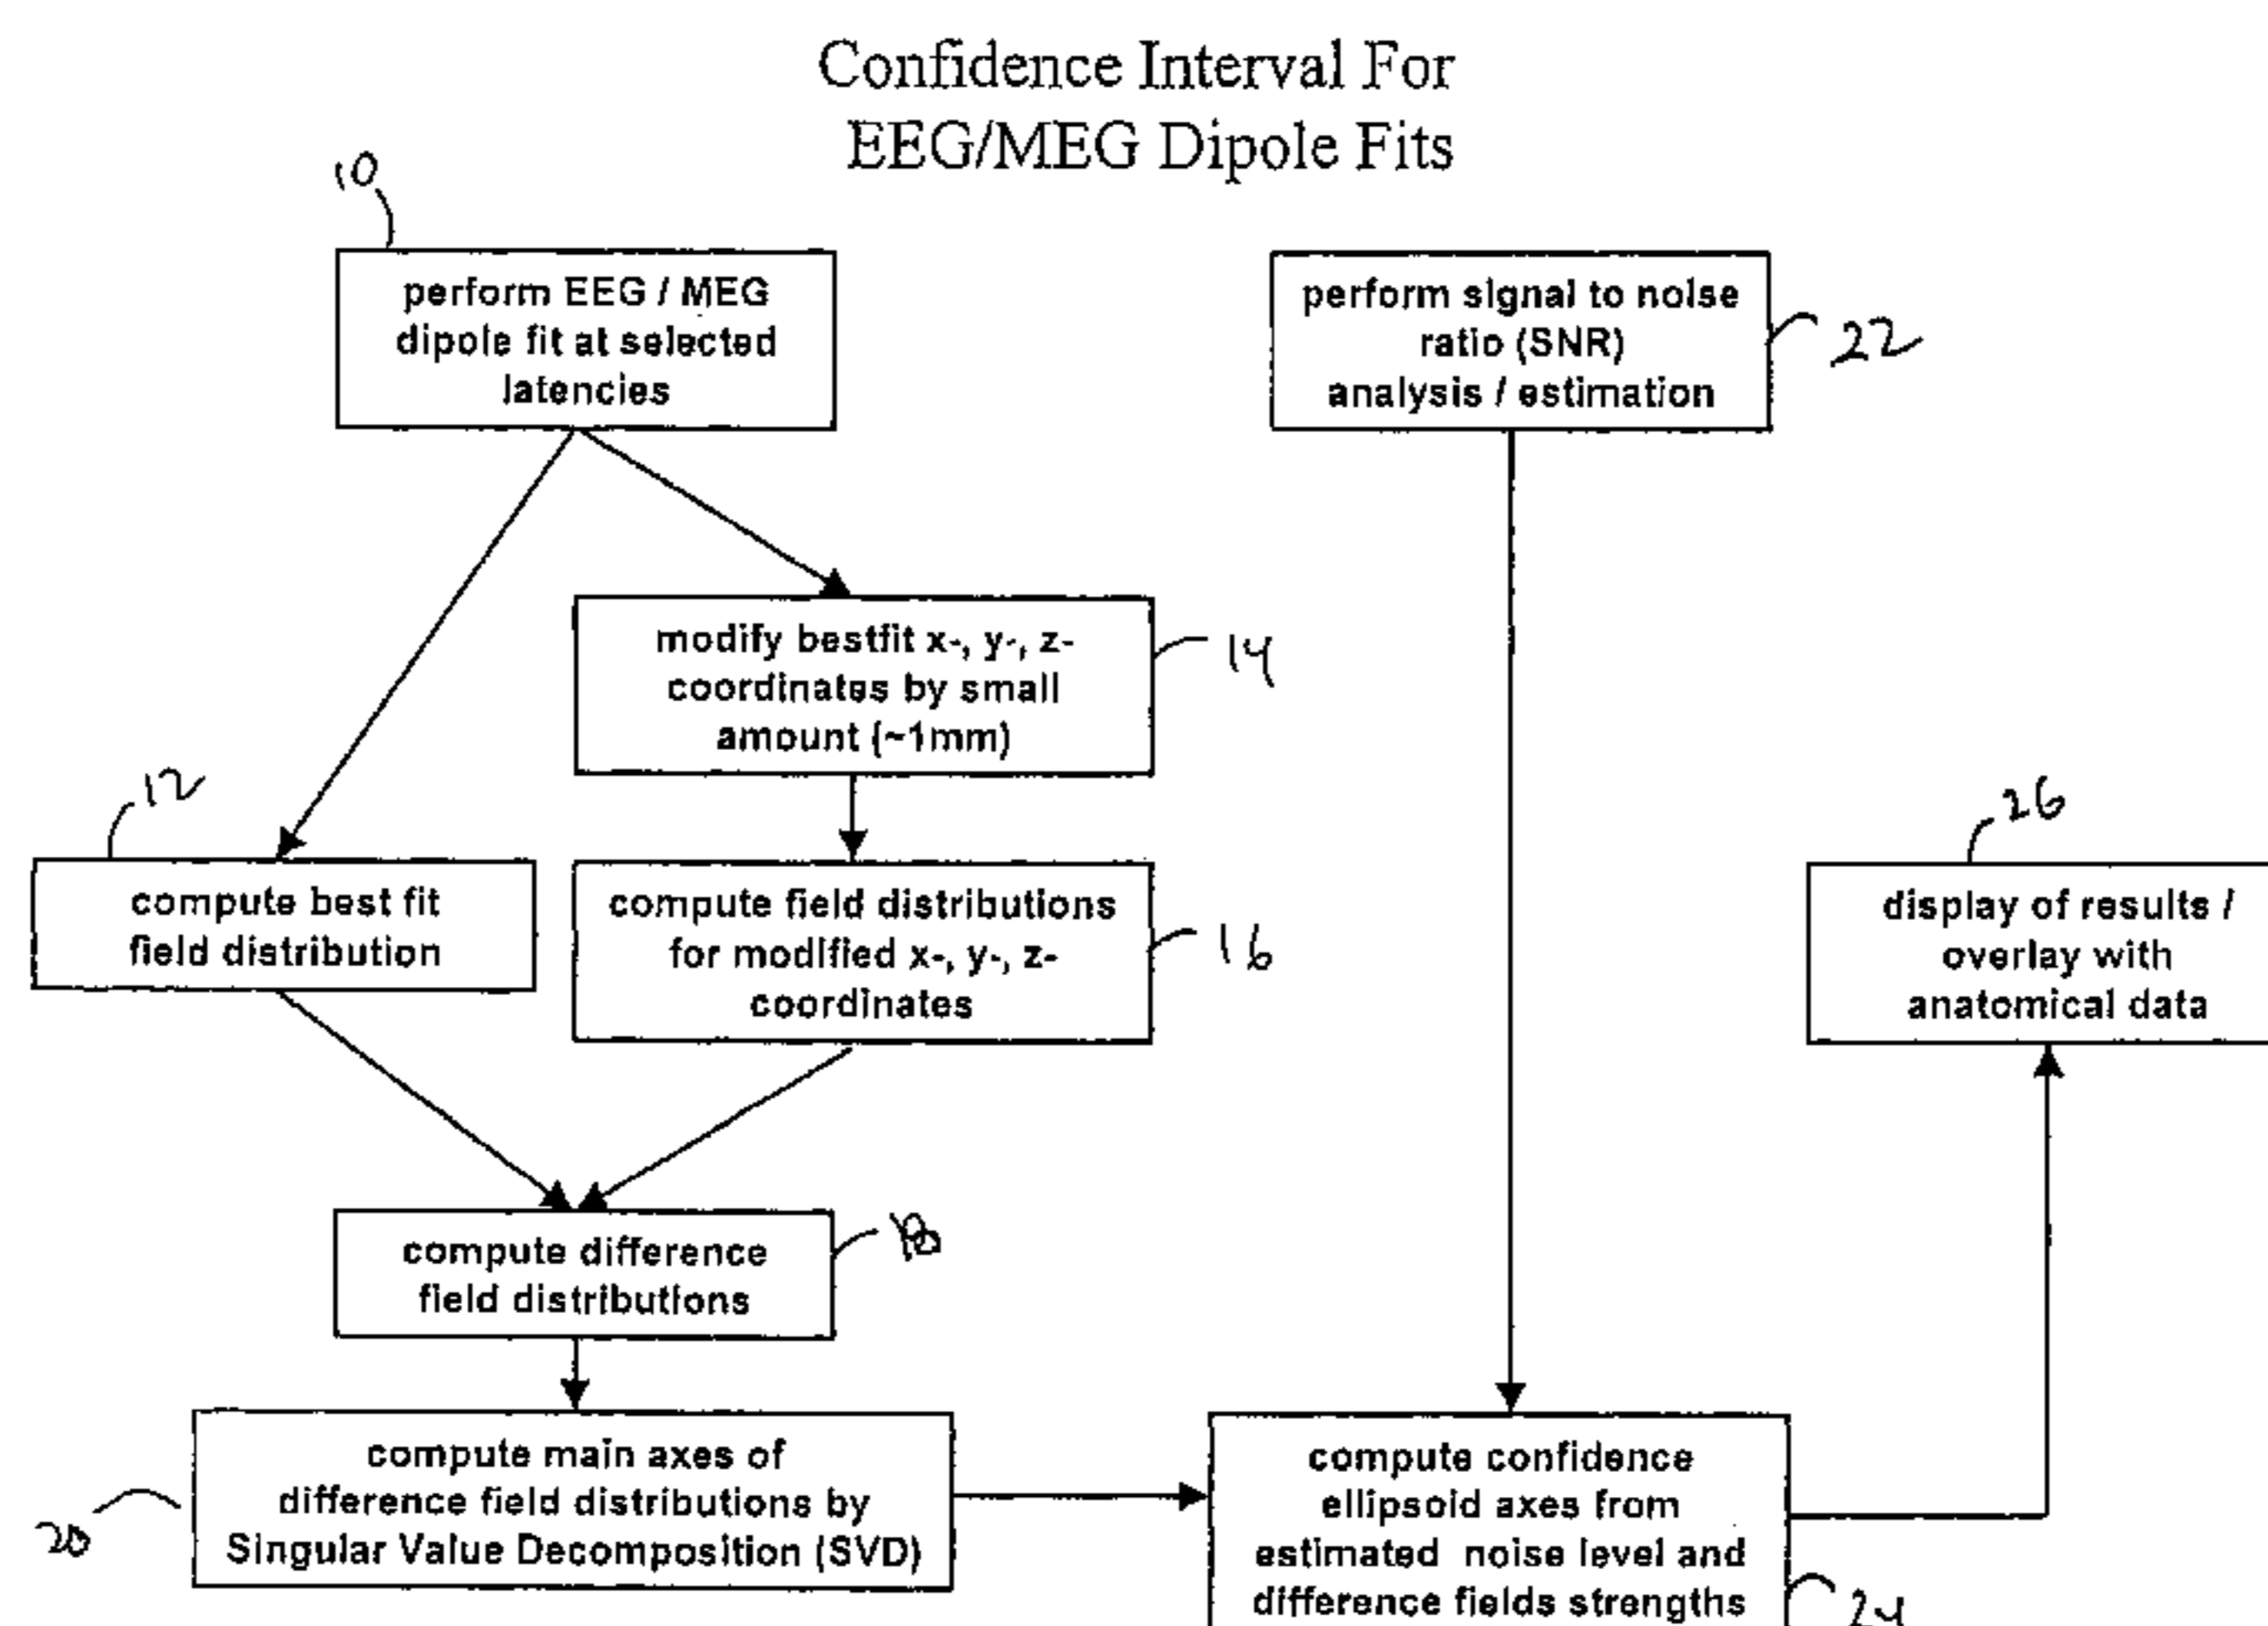 Confidence Interval For
EEG/MEG Dipole Fits
10
perform EEG / MEG
dipole fit at selected
latencies
perform signal to noise
ratio (SNR)
analysis / estimation
22
modify bestfit x-, y-, z-
coordinates by small
amount (~1mm)
14
12
compute best fit
field distribution
compute field distributions
for modified x-, y-, z-
coordinates
16
26
display of results /
overlay with
anatomical data
compute difference
field distributions
18
compute main axes of
difference field distributions by
Singular Value Decomposition (SVD)
20
compute confidence
ellipsoid axes from
estimated noise level and
difference fields strengths
24